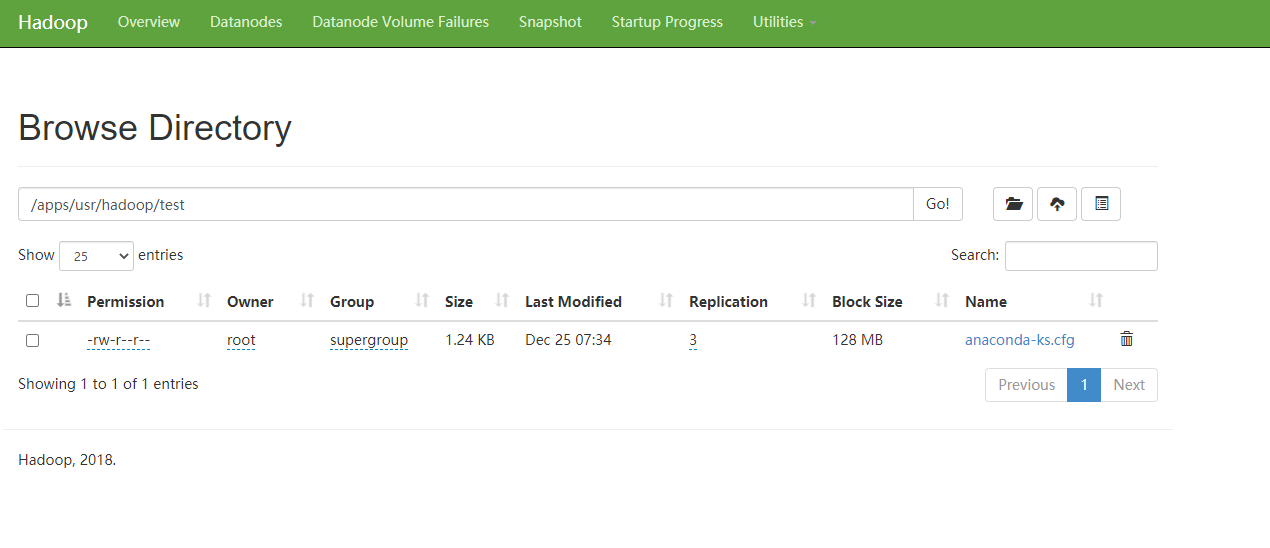 Hadoop Overview Datanodes Datanode Volume Failures Snapshot Startup Progress Utilities
Browse Directory
/apps/usr/hadoop/test Go!
Show 25 entries Search:
Permission Owner Group Size Last Modified Replication Block Size Name
-rw-r--r-- root supergroup 1.24 KB Dec 25 07:34 3 128 MB anaconda-ks.cfg
Showing 1 to 1 of 1 entries Previous 1 Next
Hadoop, 2018.